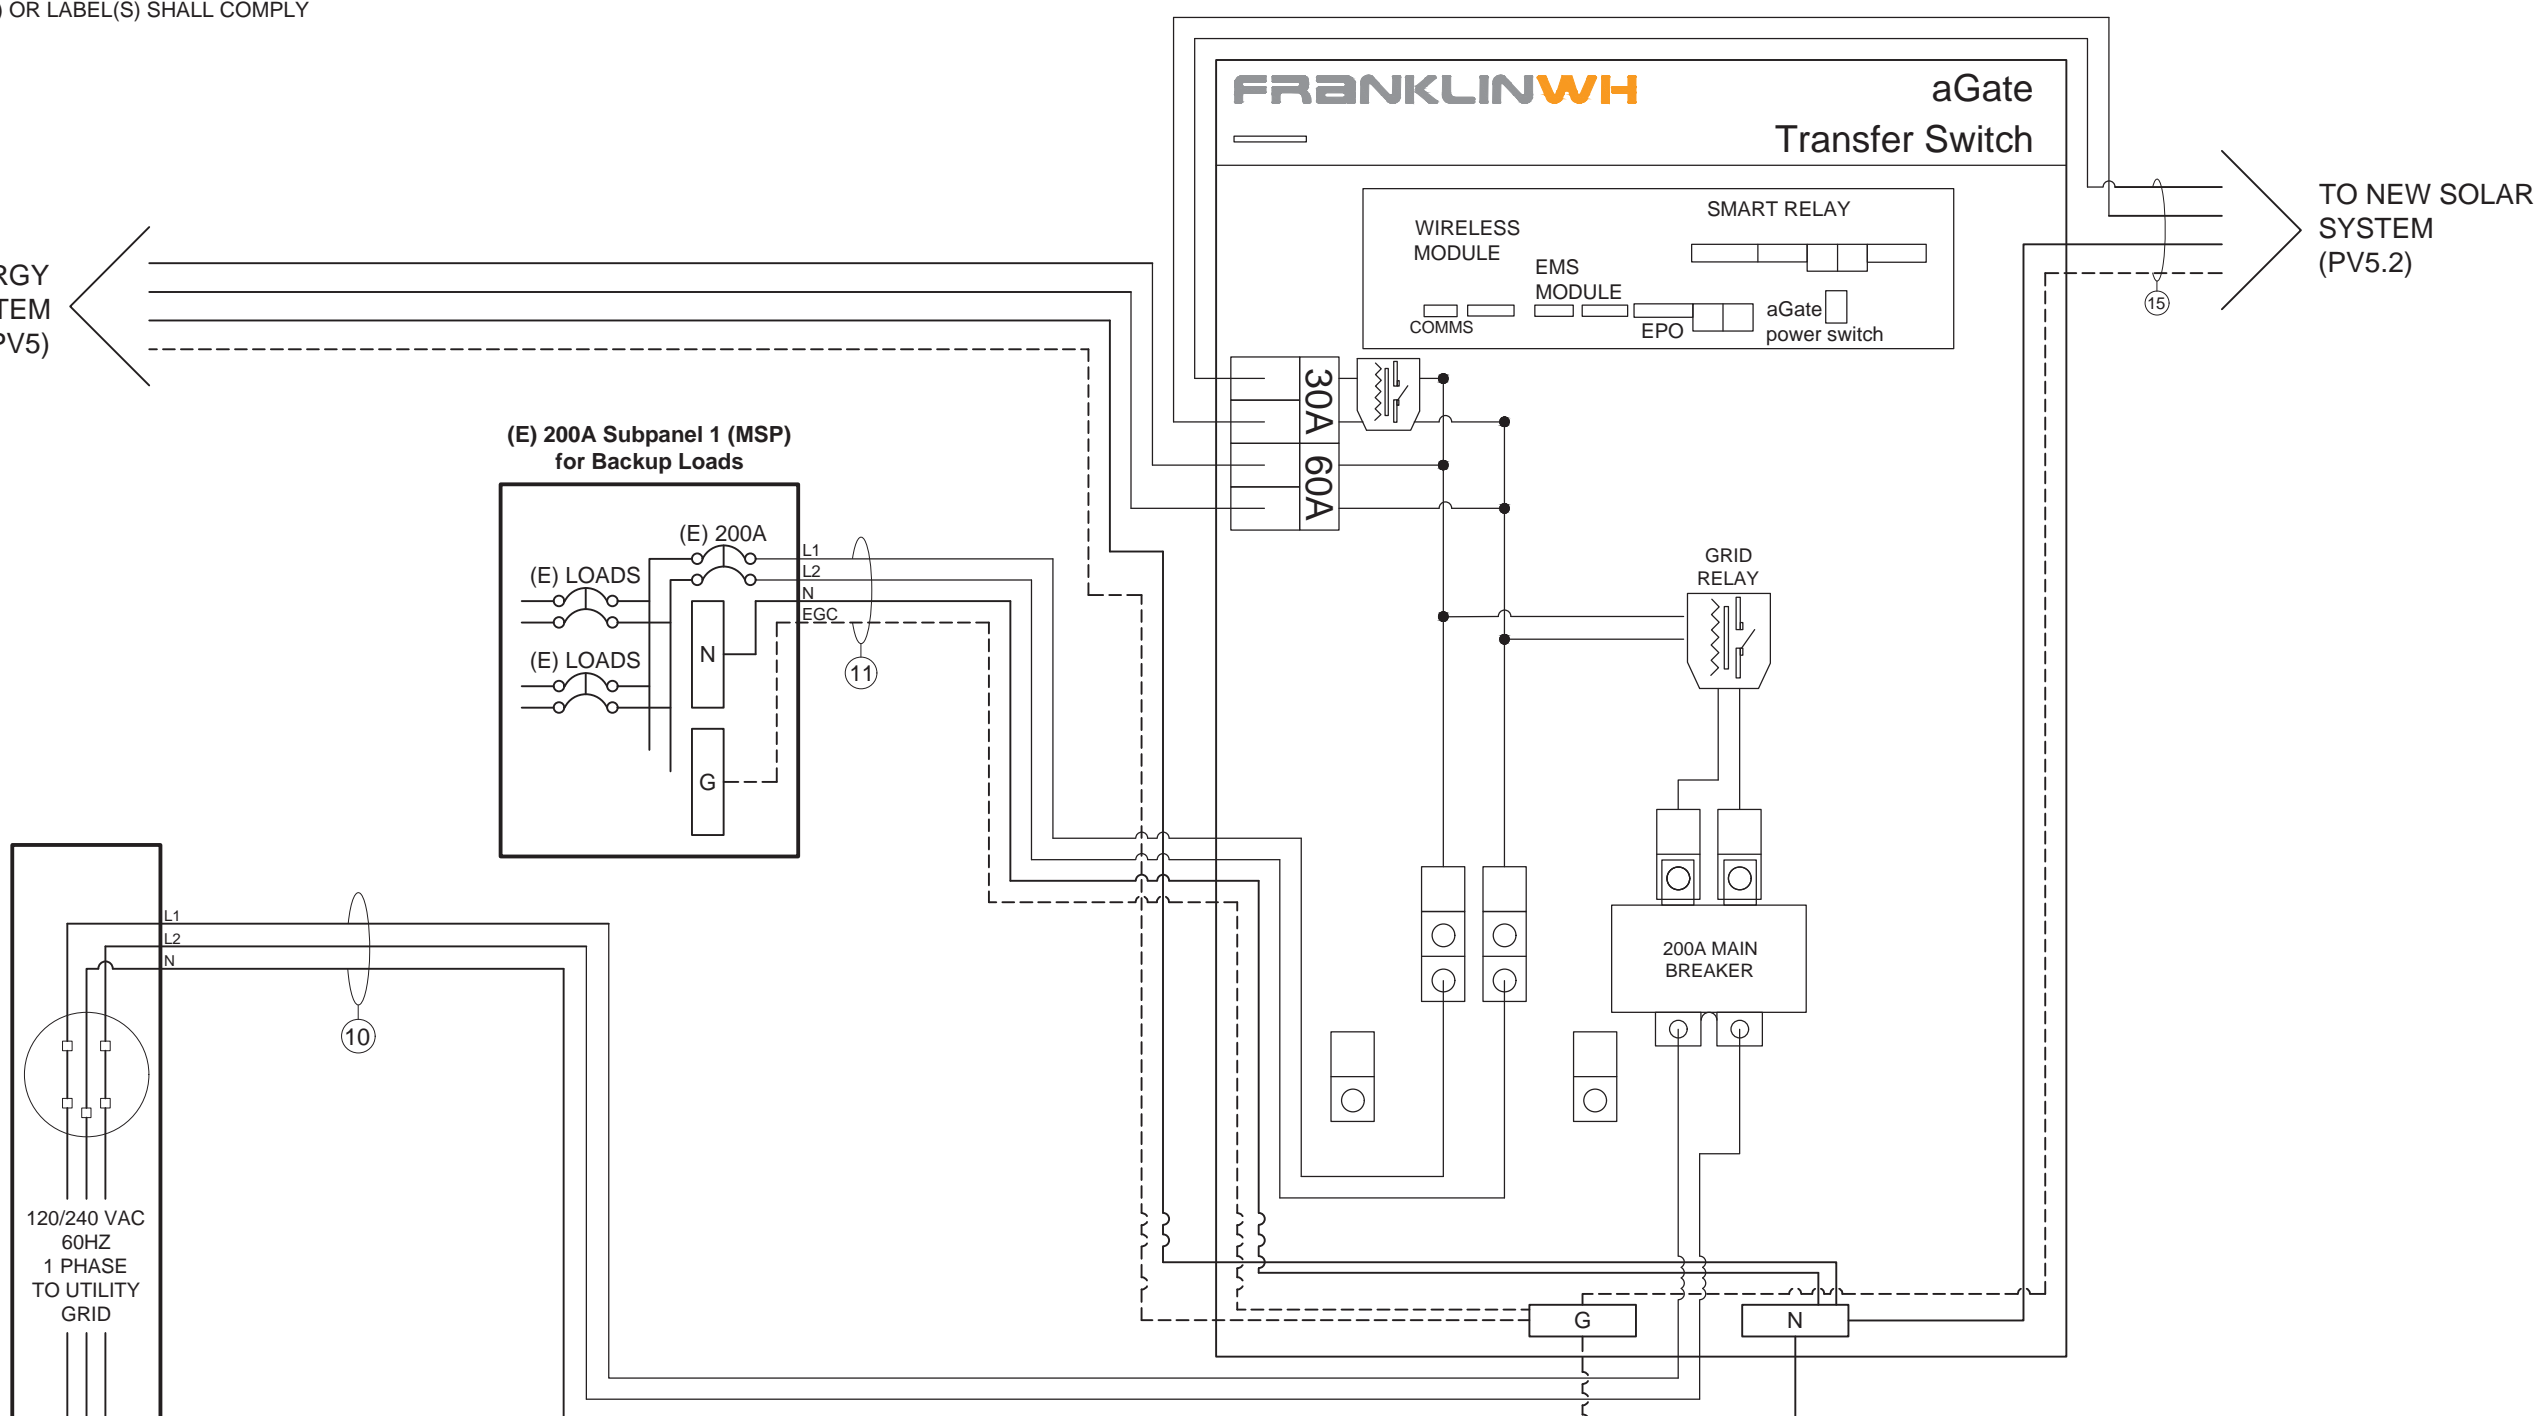 OR LABEL(S) SHALL COMPLY
FRANKLINWH
aGate
Transfer Switch
WIRELESS
MODULE
SMART RELAY
EMS
MODULE
COMMS
EPO
aGate
power switch
TO NEW SOLAR
SYSTEM
(PV5.2)
15
PV5)
30A
60A
(E) 200A Subpanel 1 (MSP)
for Backup Loads
(E) 200A
(E) LOADS
(E) LOADS
N
G
L1
L2
N
EGC
11
GRID
RELAY
200A MAIN
BREAKER
L1
L2
N
10
120/240 VAC
60HZ
1 PHASE
TO UTILITY
GRID
G
N